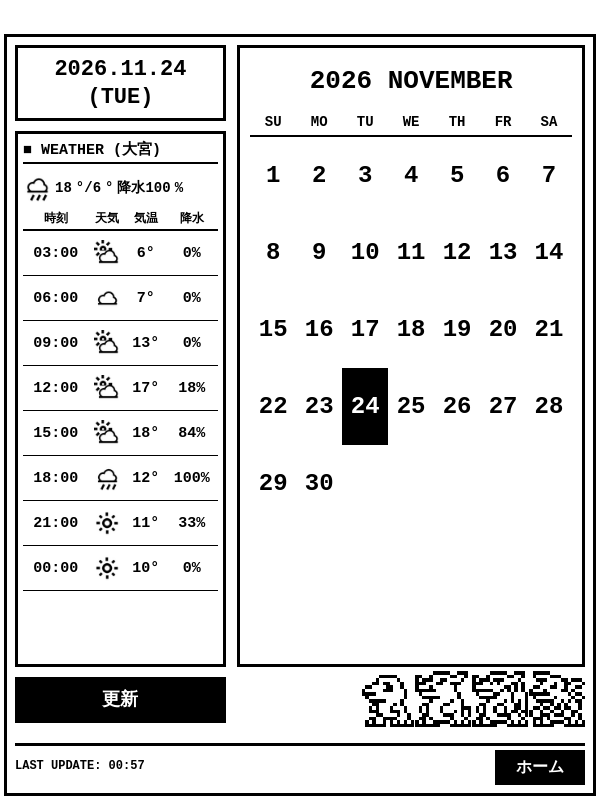 2026.11.24
(TUE)
■ WEATHER (大宮)
18°/6° 降水100%
時刻 天気 気温 降水
03:00 6° 0%
06:00 7° 0%
09:00 13° 0%
12:00 17° 18%
15:00 18° 84%
18:00 12° 100%
21:00 11° 33%
00:00 10° 0%
2026 NOVEMBER
SU MO TU WE TH FR SA
1 2 3 4 5 6 7
8 9 10 11 12 13 14
15 16 17 18 19 20 21
22 23 24 25 26 27 28
29 30
更新
LAST UPDATE: 00:57
ホーム